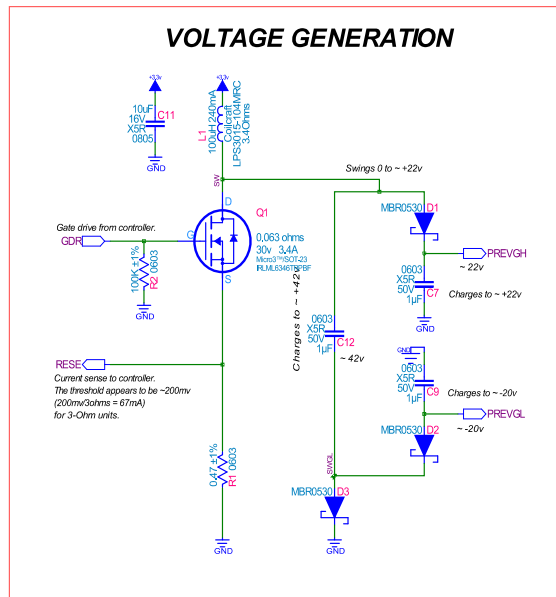 VOLTAGE GENERATION
+3.3v
+3.3v
10uF
16V
X5R
0805
C11
GND
L1
100uH 240mA
Coilcraft
LPS3015-104MRC
3.4Ohms
SW
Swings 0 to ~ +22v
D
Q1
G
S
0.063 ohms
30v 3.4A
Micro3™/SOT-23
IRLML6346TRPBF
Gate drive from controller.
GDR
100K ±1%
R2 0603
GND
MBR0530
D1
PREVGH
~ 22v
0603
X5R
50V
1µF
C7
Charges to ~ +22v
GND
Charges to ~ +42v
0603
X5R
50V
1µF
C12
~ 42v
GND
0603
X5R
50V
1µF
C9
Charges to ~ -20v
PREVGL
~ -20v
MBR0530
D2
RESE
Current sense to controller.
The threshold appears to be ~200mv
(200mv/3ohms = 67mA)
for 3-Ohm units.
0.47 ±1%
R1 0603
GND
SWGL
MBR0530
D3
GND